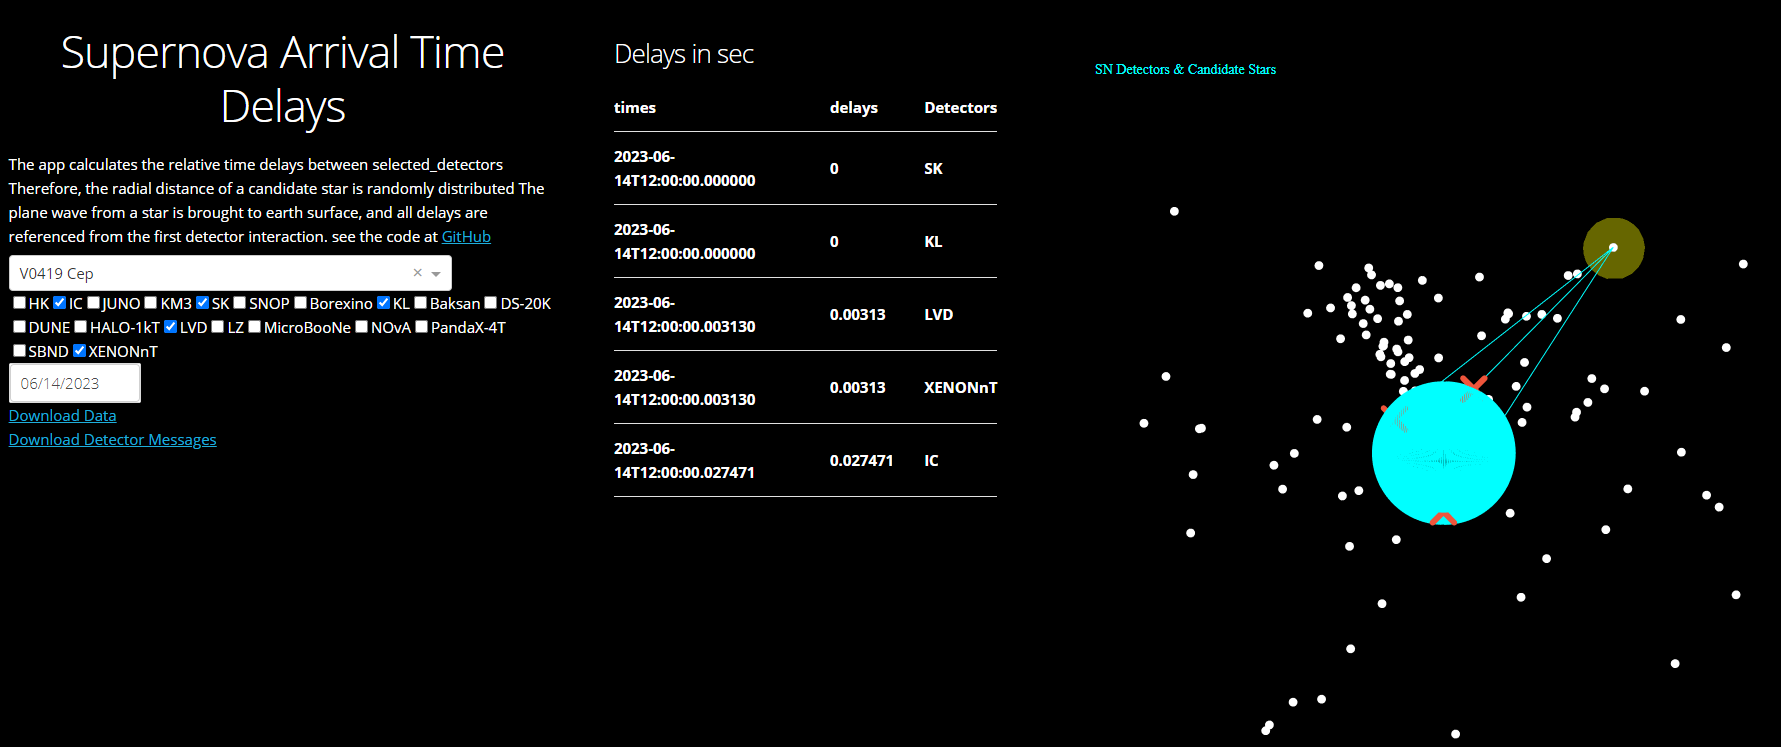 Supernova Arrival Time
Delays
The app calculates the relative time delays between selected_detectors
Therefore, the radial distance of a candidate star is randomly distributed The
plane wave from a star is brought to earth surface, and all delays are
referenced from the first detector interaction. see the code at GitHub
V0419 Cep
HK IC JUNO KM3 SK SNOP Borexino KL Baksan DS-20K
DUNE HALO-1kT LVD LZ MicroBooNe NOvA PandaX-4T
SBND XENONnT
06/14/2023
Download Data
Download Detector Messages
Delays in sec
times delays Detectors
2023-06-
14T12:00:00.000000 0 SK
2023-06-
14T12:00:00.000000 0 KL
2023-06-
14T12:00:00.003130 0.00313 LVD
2023-06-
14T12:00:00.003130 0.00313 XENONnT
2023-06-
14T12:00:00.027471 0.027471 IC
SN Detectors & Candidate Stars